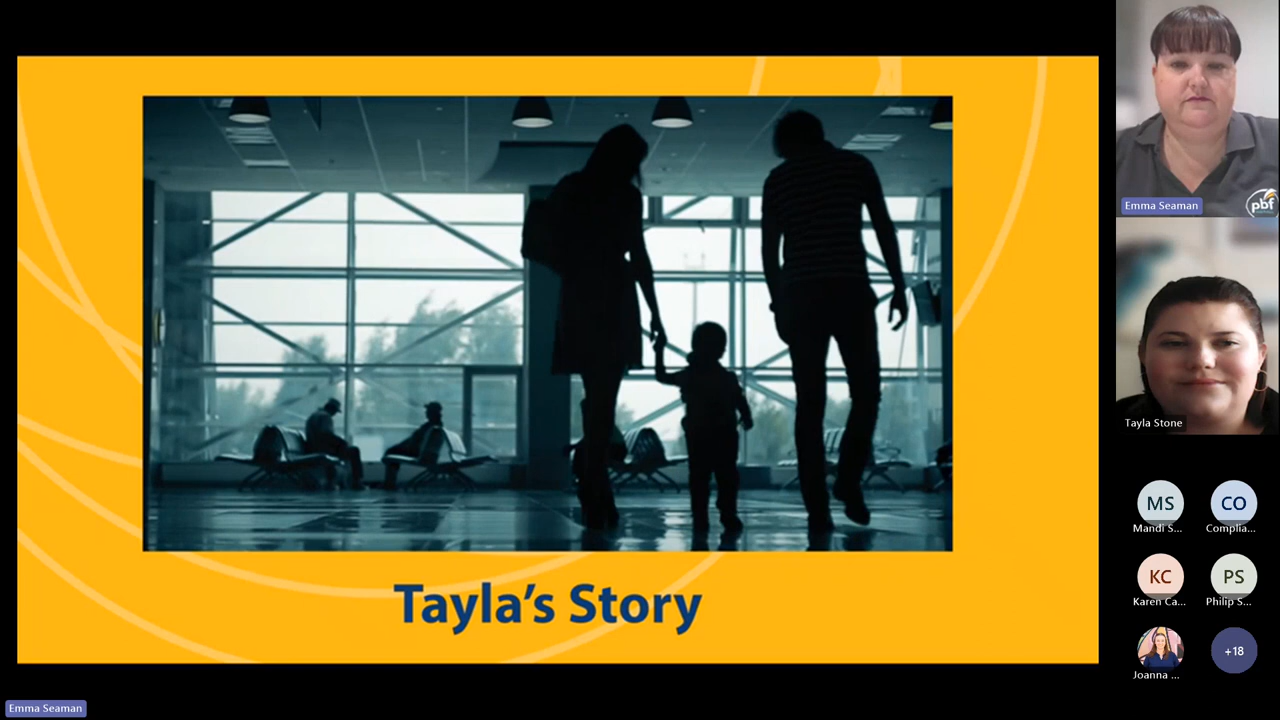 Tayla's Story
Emma Seaman
pbf
Tayla Stone
MS
CO
Mandi S...
Complia...
KC
PS
Karen Ca...
Philip S...
+18
Joanna ...
Emma Seaman